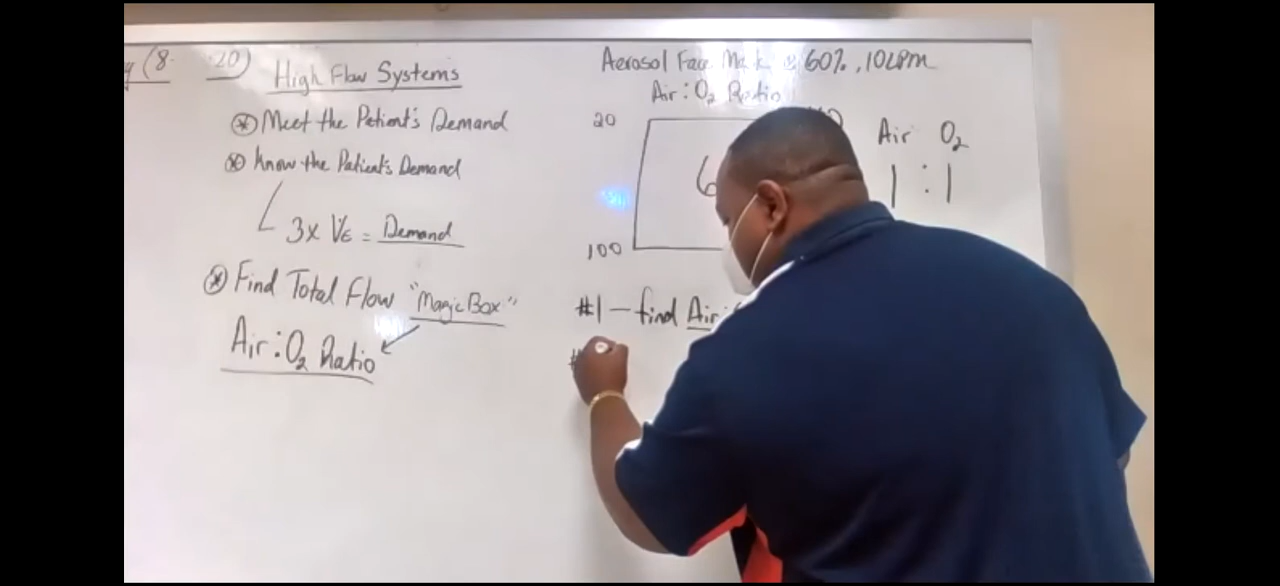 (8 20)
High Flow Systems
* Meet the Patient's Demand
* Know the Patient's Demand
3x VE = Demand
* Find Total Flow "Magic Box"
Air:O2 Ratio
Aerosol Face @ 60%, 10LPM
Air:O2 Ratio
20
Air O2
6
1:1
100
#1 - find Air
#